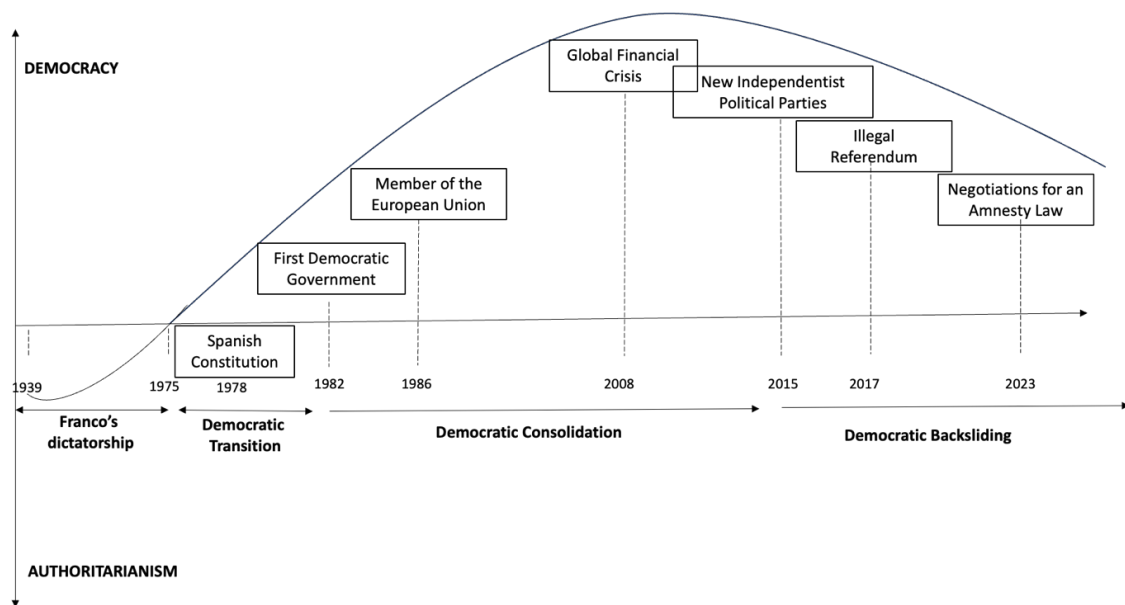 DEMOCRACY
Global Financial
Crisis
New Independentist
Political Parties
Illegal
Referendum
Member of the
European Union
Negotiations for an
Amnesty Law
First Democratic
Government
Spanish
Constitution
1939
1975
1978
1982
1986
2008
2015
2017
2023
Franco’s
dictatorship
Democratic
Transition
Democratic Consolidation
Democratic Backsliding
AUTHORITARIANISM